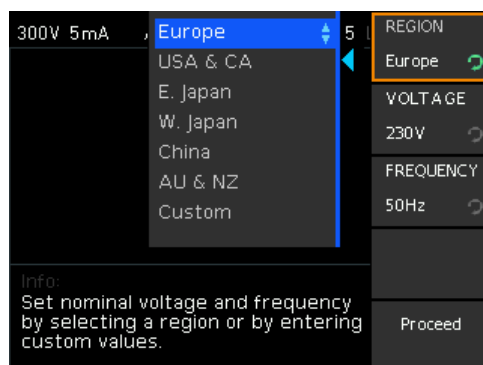 300V 5mA , Europe 5
USA & CA
E. Japan
W. Japan
China
AU & NZ
Custom
Info:
Set nominal voltage and frequency
by selecting a region or by entering
custom values.
REGION
Europe
VOLTAGE
230V
FREQUENCY
50Hz
Proceed